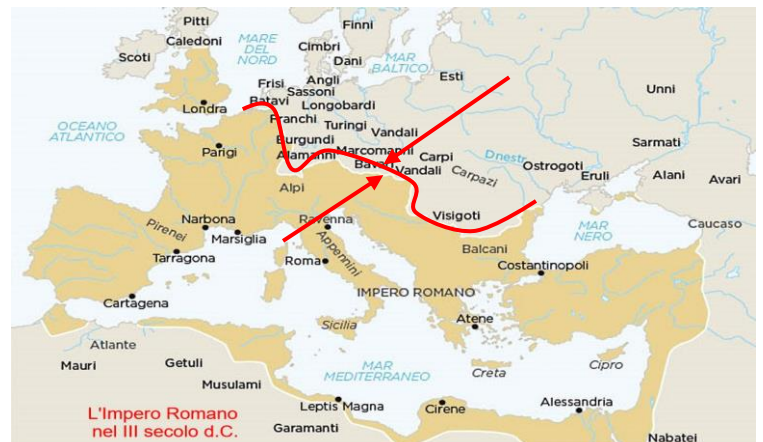 Pitti
Caledoni
Scoti
MARE
DEL
NORD
Finni
Cimbri
Dani
MAR
BALTICO
Esti
Unni
Angli
Frisi
Sassoni
Batavi
Longobardi
Londra
Franchi
Turingi
Vandali
OCEANO
ATLANTICO
Burgundi
Marcomanni
Sarmati
Parigi
Alamanni
Bavari
Vandali
Carpi
Carpazi
Dnestr
Ostrogoti
Eruli
Alani
Avari
Alpi
Narbona
Ravenna
Visigoti
MAR
NERO
Caucaso
Pirenei
Marsiglia
Appennini
Balcani
Tarragona
Roma
Costantinopoli
Cartagena
IMPERO ROMANO
Sicilia
Atene
Atlante
Mauri
Getuli
Musulami
MAR
MEDITERRANEO
Creta
Cipro
Leptis Magna
Cirene
Alessandria
Garamanti
Nabatei
L'Impero Romano
nel III secolo d.C.